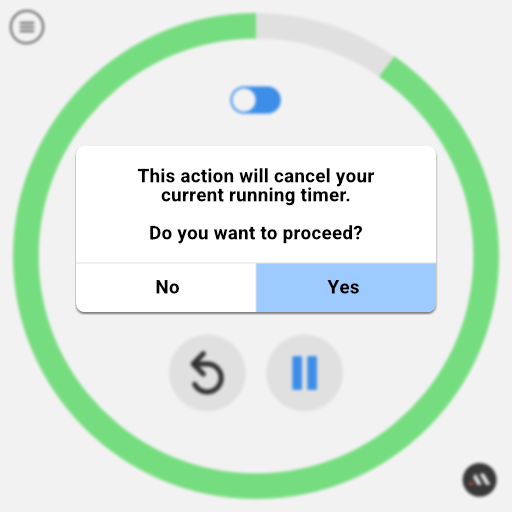 This action will cancel your
current running timer.
Do you want to proceed?
No
Yes